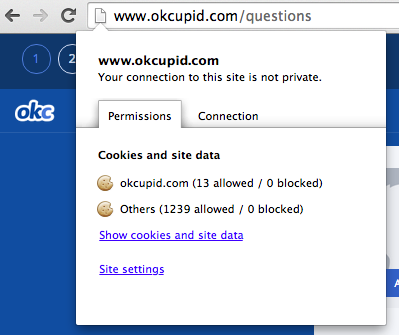 www.okcupid.com/questions
1 2
www.okcupid.com
Your connection to this site is not private.
okc
Permissions Connection
Cookies and site data
okcupid.com (13 allowed / 0 blocked)
Others (1239 allowed / 0 blocked)
Show cookies and site data
Site settings
A